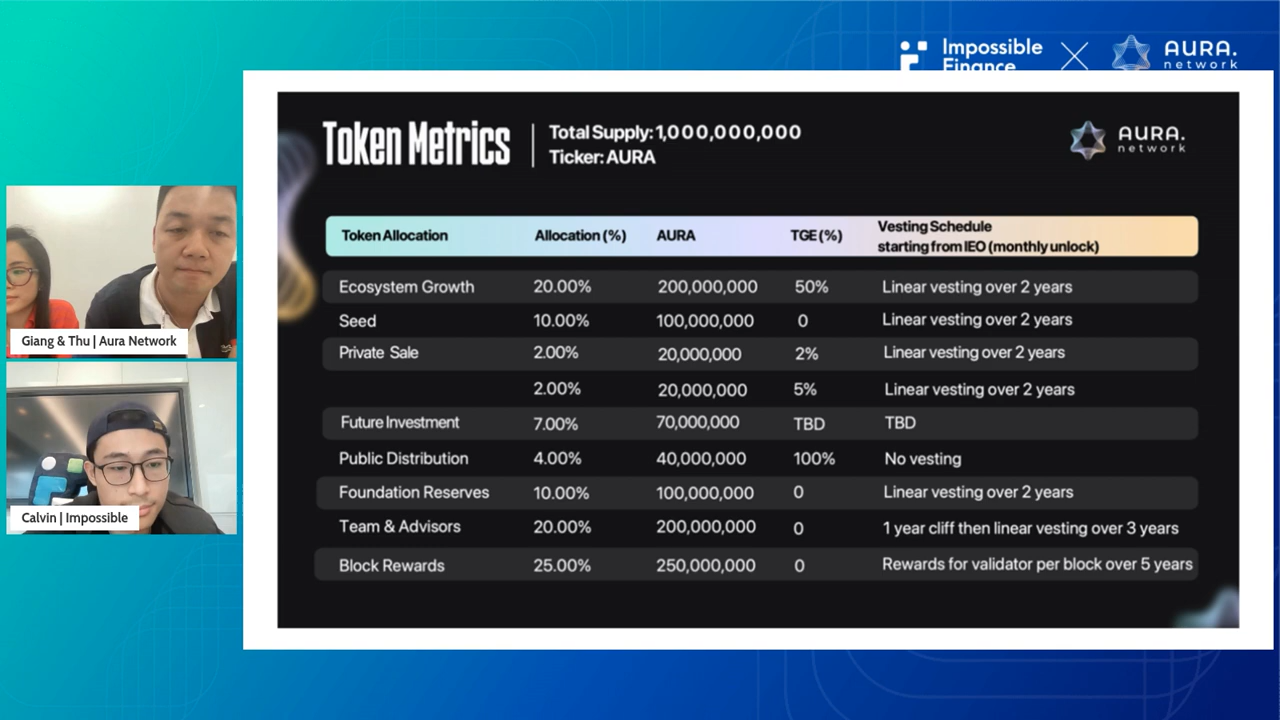 Impossible
Finance
AURA.
network
Token Metrics
Total Supply: 1,000,000,000
Ticker: AURA
AURA.
network
Token Allocation Allocation (%) AURA TGE (%) Vesting Schedule
starting from IEO (monthly unlock)
Ecosystem Growth 20.00% 200,000,000 50% Linear vesting over 2 years
Seed 10.00% 100,000,000 0 Linear vesting over 2 years
Private Sale 2.00% 20,000,000 2% Linear vesting over 2 years
2.00% 20,000,000 5% Linear vesting over 2 years
Future Investment 7.00% 70,000,000 TBD TBD
Public Distribution 4.00% 40,000,000 100% No vesting
Foundation Reserves 10.00% 100,000,000 0 Linear vesting over 2 years
Team & Advisors 20.00% 200,000,000 0 1 year cliff then linear vesting over 3 years
Block Rewards 25.00% 250,000,000 0 Rewards for validator per block over 5 years
Giang & Thu | Aura Network
Calvin | Impossible